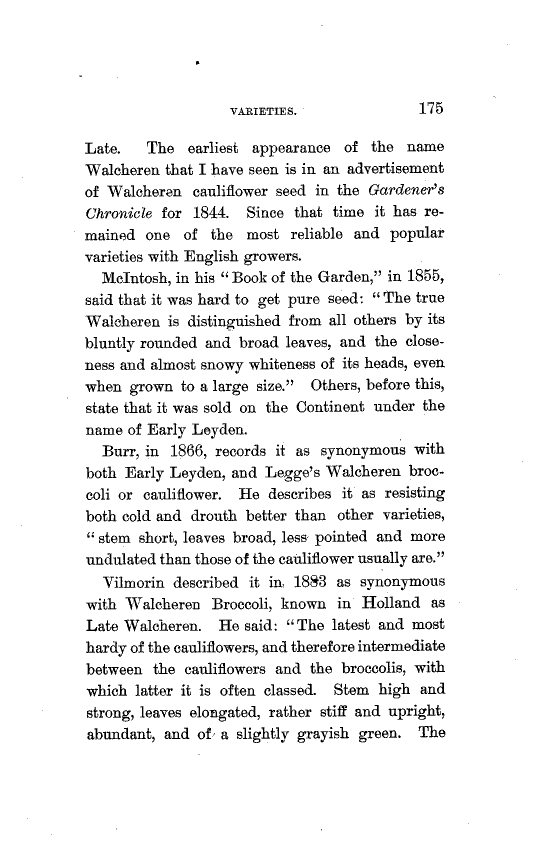 VARIETIES. 175
Late. The earliest appearance of the name
Walcheren that I have seen is in an advertisement
of Walcheren cauliflower seed in the Gardener's
Chronicle for 1844. Since that time it has re-
mained one of the most reliable and popular
varieties with English growers.
McIntosh, in his "Book of the Garden," in 1855,
said that it was hard to get pure seed: "The true
Walcheren is distinguished from all others by its
bluntly rounded and broad leaves, and the close-
ness and almost snowy whiteness of its heads, even
when grown to a large size." Others, before this,
state that it was sold on the Continent under the
name of Early Leyden.
Burr, in 1866, records it as synonymous with
both Early Leyden, and Legge's Walcheren broc-
coli or cauliflower. He describes it as resisting
both cold and drouth better than other varieties,
"stem short, leaves broad, less pointed and more
undulated than those of the cauliflower usually are."
Vilmorin described it in 1883 as synonymous
with Walcheren Broccoli, known in Holland as
Late Walcheren. He said: "The latest and most
hardy of the cauliflowers, and therefore intermediate
between the cauliflowers and the broccolis, with
which latter it is often classed. Stem high and
strong, leaves elongated, rather stiff and upright,
abundant, and of a slightly grayish green. The